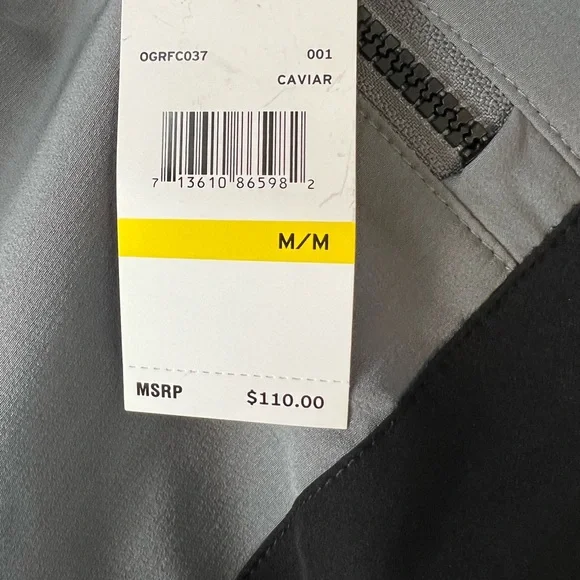 OGRFC037 001
CAVIAR
7 13610 86598 2
M/M
MSRP $110.00